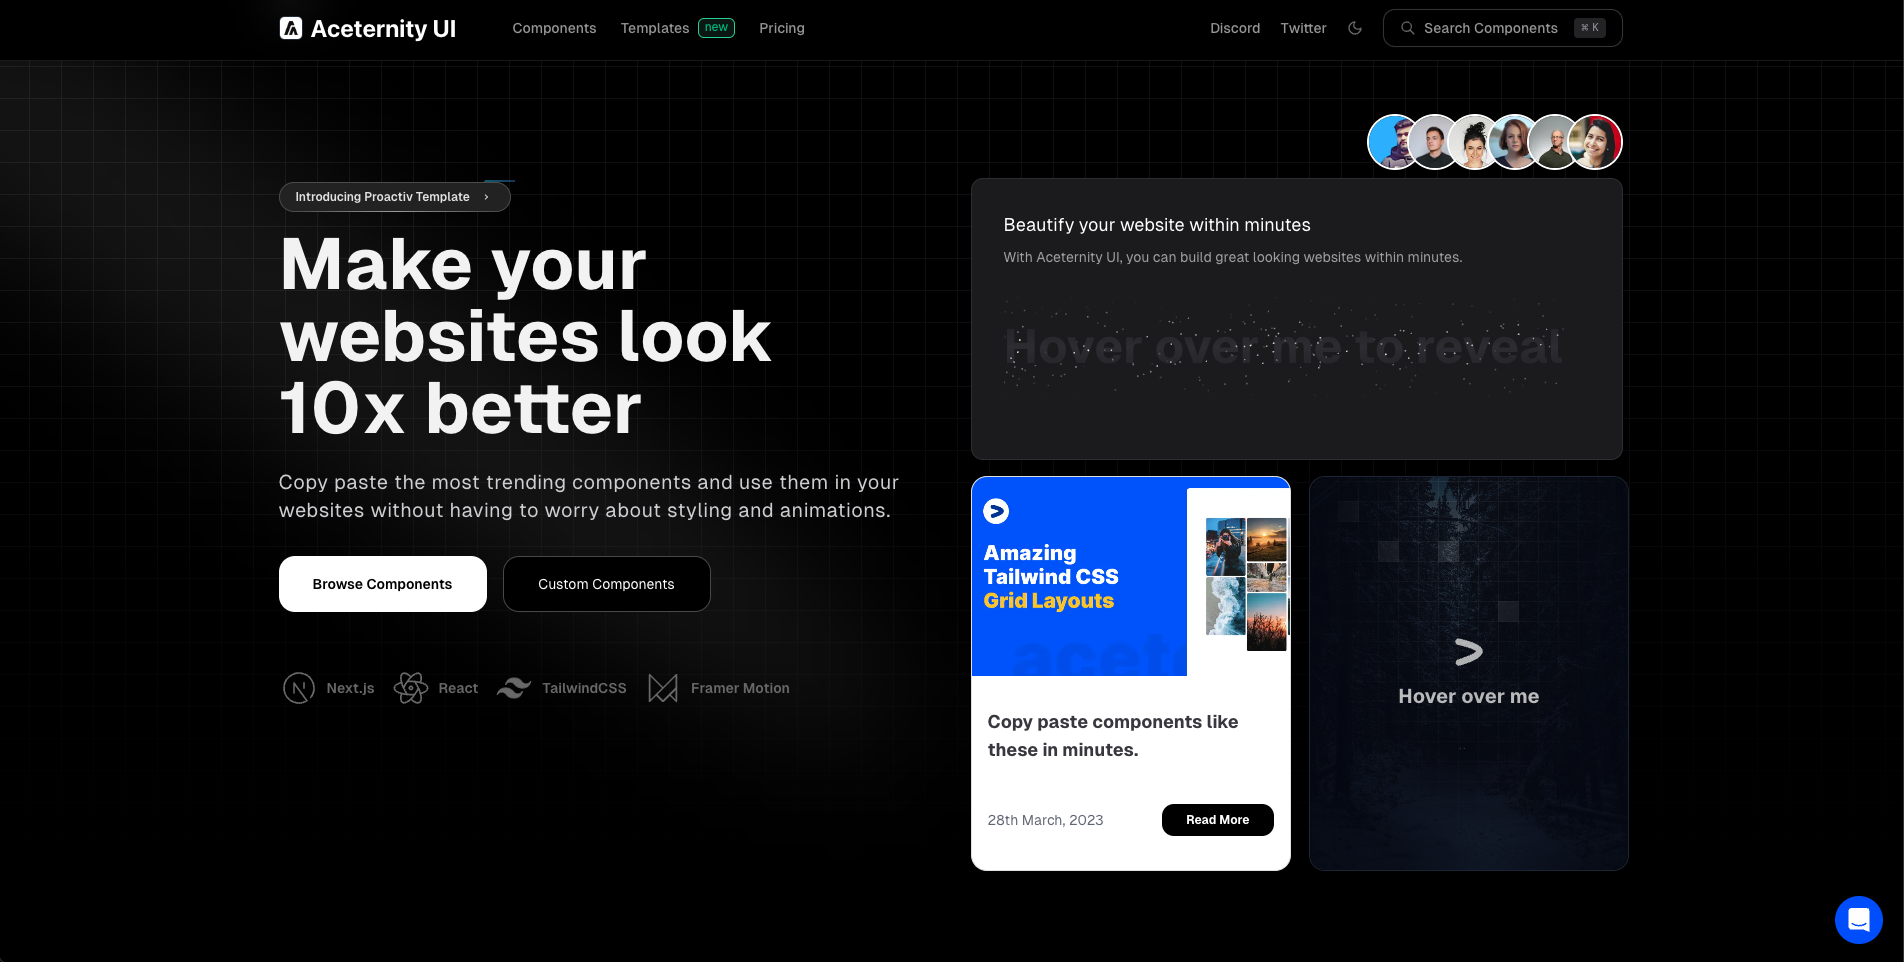 Aceternity UI
Components
Templates
new
Pricing
Discord
Twitter
Search Components
⌘ K
Introducing Proactiv Template
Make your
websites look
10x better
Copy paste the most trending components and use them in your
websites without having to worry about styling and animations.
Browse Components
Custom Components
Next.js
React
TailwindCSS
Framer Motion
Beautify your website within minutes
With Aceternity UI, you can build great looking websites within minutes.
Hover over me to reveal
Amazing
Tailwind CSS
Grid Layouts
acete
Copy paste components like
these in minutes.
28th March, 2023
Read More
Hover over me